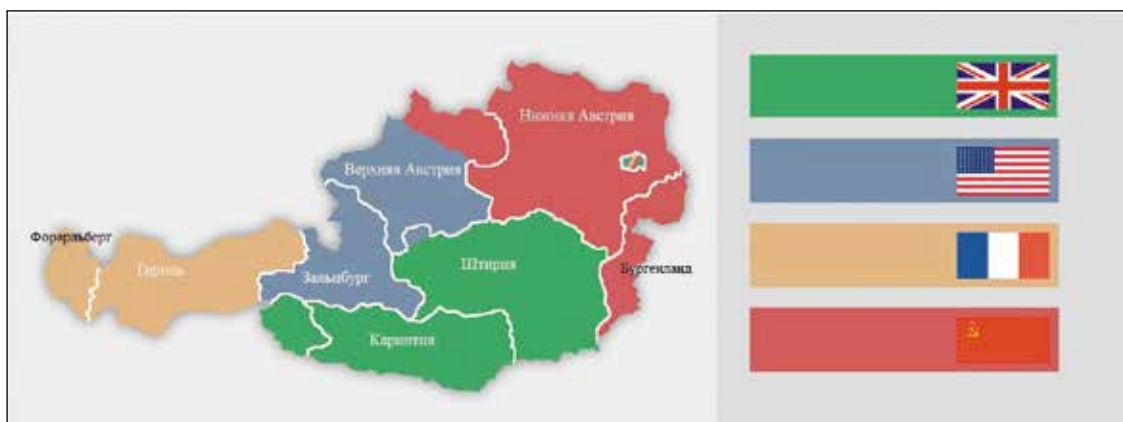 Нижняя Австрия
Верхняя Австрия
Форарльберг
Тироль
Зальцбург
Штирия
Бургенланд
Каринтия